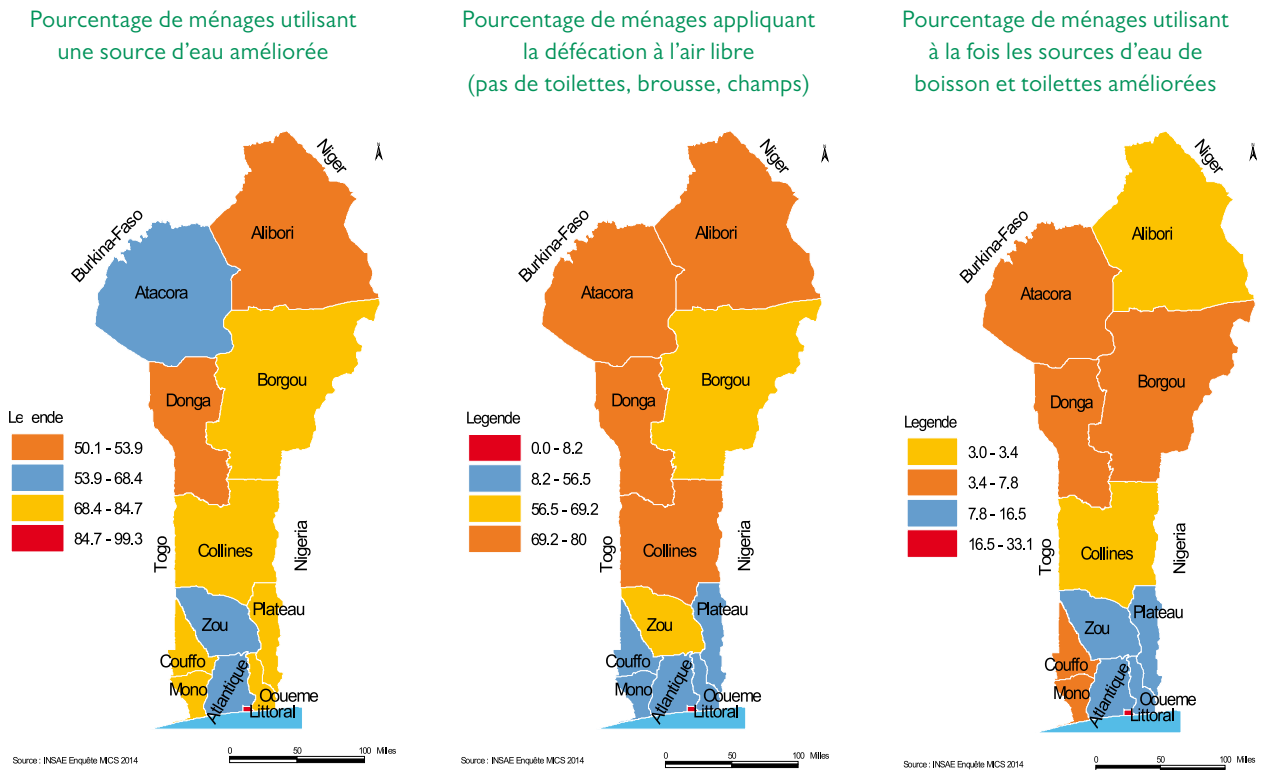 Pourcentage de ménages utilisant
une source d'eau améliorée
Niger
Burkina-Faso
Alibori
Atacora
Borgou
Donga
Le ende
50.1 - 53.9
53.9 - 68.4
68.4 - 84.7
84.7 - 99.3
Togo
Collines
Nigeria
Plateau
Zou
Couffo
Mono
Atlantique
Ooueme
Littoral
0 50 100 Miles
Source : INSAE Enquête MICS 2014
Pourcentage de ménages appliquant
la défécation à l'air libre
(pas de toilettes, brousse, champs)
Niger
Burkina-Faso
Alibori
Atacora
Borgou
Donga
Legende
0.0 - 8.2
8.2 - 56.5
56.5 - 69.2
69.2 - 80
Togo
Collines
Nigeria
Plateau
Zou
Couffo
Mono
Atlantique
Ooueme
Littoral
0 50 100 Miles
Source : INSAE Enquête MICS 2014
Pourcentage de ménages utilisant
à la fois les sources d'eau de
boisson et toilettes améliorées
Niger
Burkina-Faso
Alibori
Atacora
Borgou
Donga
Legende
3.0 - 3.4
3.4 - 7.8
7.8 - 16.5
16.5 - 33.1
Togo
Collines
Nigeria
Plateau
Zou
Couffo
Mono
Atlantique
Ooueme
Littoral
0 50 100 Miles
Source : INSAE Enquête MICS 2014